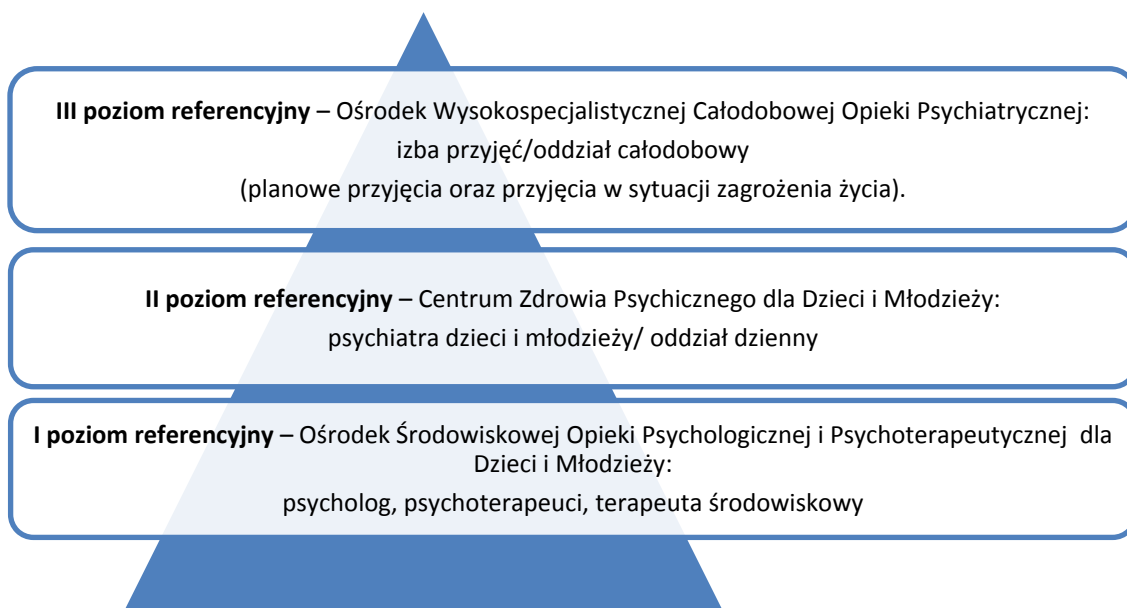 III poziom referencyjny – Ośrodek Wysokospecjalistycznej Całodobowej Opieki Psychiatrycznej:
izba przyjęć/oddział całodobowy
(planowe przyjęcia oraz przyjęcia w sytuacji zagrożenia życia).
II poziom referencyjny – Centrum Zdrowia Psychicznego dla Dzieci i Młodzieży:
psychiatra dzieci i młodzieży/ oddział dzienny
I poziom referencyjny – Ośrodek Środowiskowej Opieki Psychologicznej i Psychoterapeutycznej dla
Dzieci i Młodzieży:
psycholog, psychoterapeuci, terapeuta środowiskowy